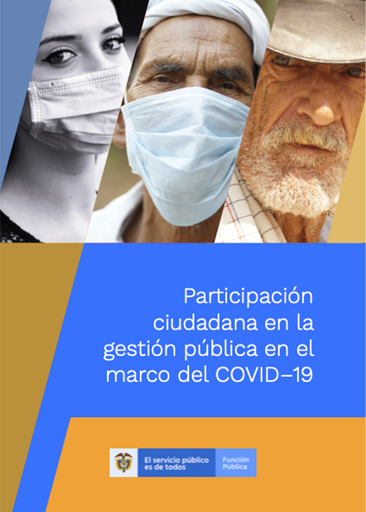 Participación
ciudadana en la
gestión pública en el
marco del COVID–19
El servicio público
es de todos
Función
Pública